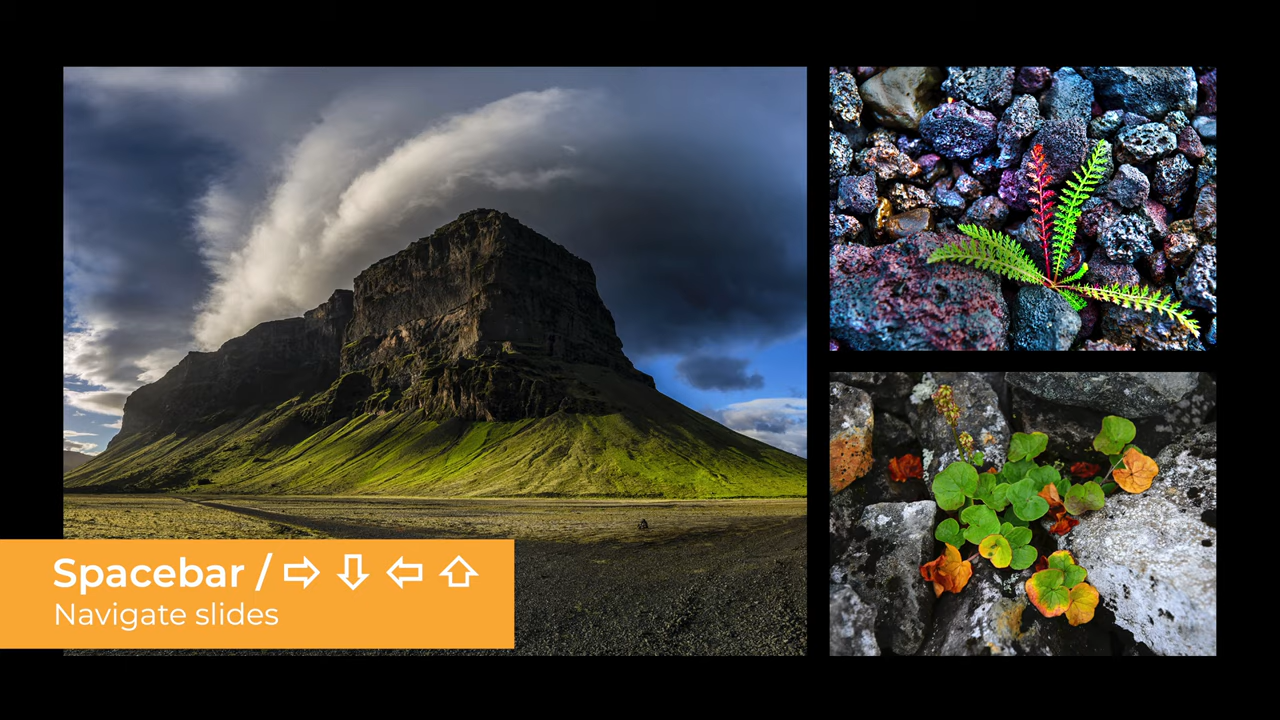 Spacebar / ⇨ ⇩ ⇦ ⇧
Navigate slides